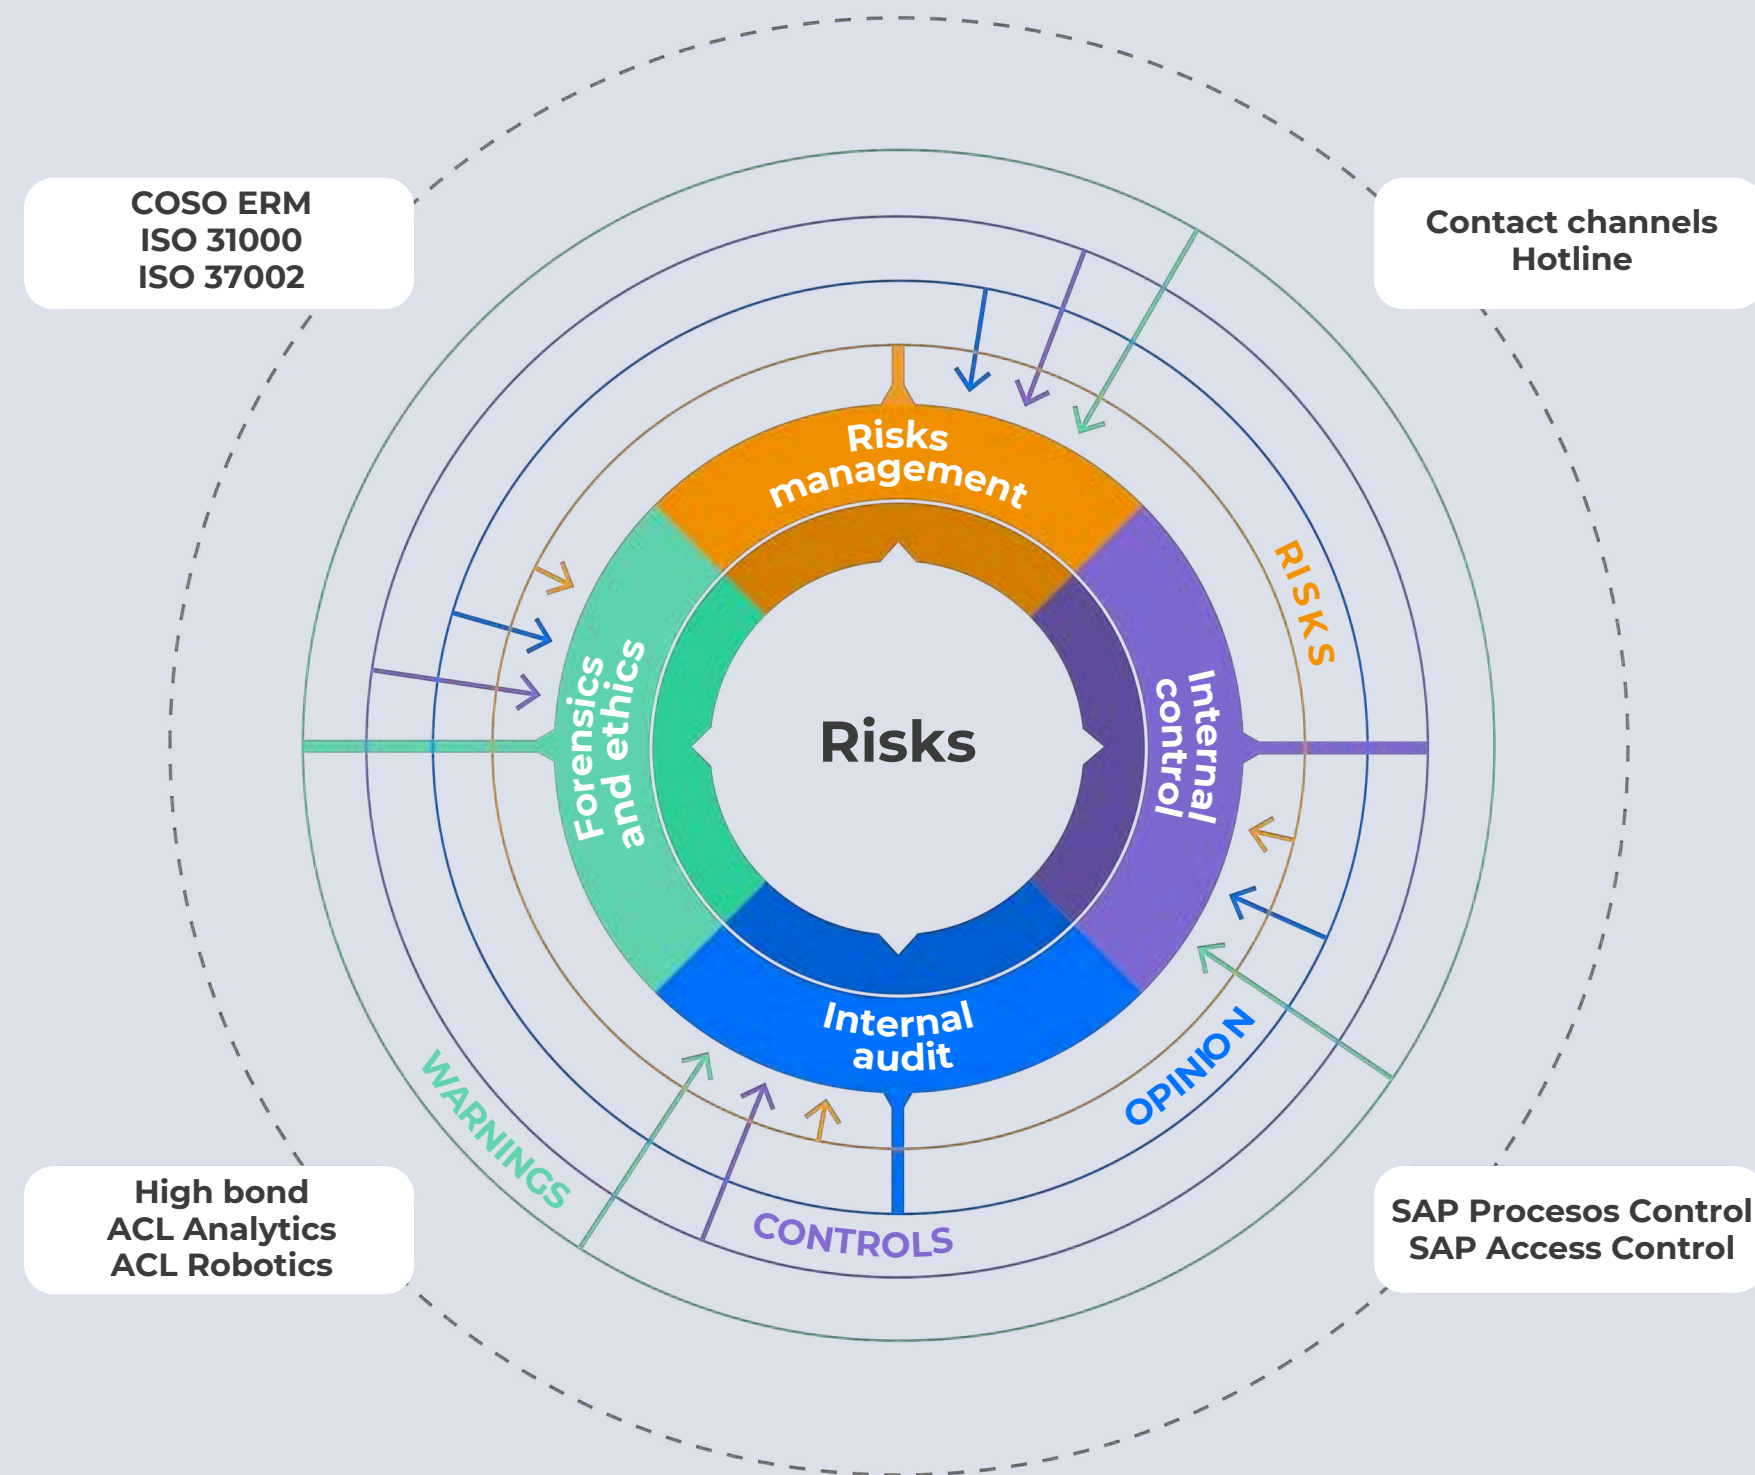 COSO ERM
ISO 31000
ISO 37002
Contact channels
Hotline
Risks
management
RISKS
Forensics
and ethics
Risks
Internal
control
Internal
audit
OPINION
WARNINGS
CONTROLS
High bond
ACL Analytics
ACL Robotics
SAP Procesos Control
SAP Access Control